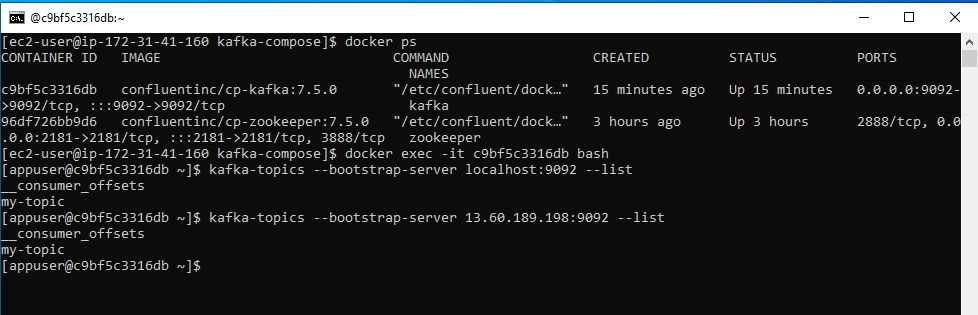 @c9bf5c3316db:~
[ec2-user@ip-172-31-41-160 kafka-compose]$ docker ps
CONTAINER ID   IMAGE                             COMMAND                  CREATED          STATUS          PORTS
                                                   NAMES
c9bf5c3316db   confluentinc/cp-kafka:7.5.0       "/etc/confluent/dock…"   15 minutes ago   Up 15 minutes   0.0.0.0:9092-
>9092/tcp, :::9092->9092/tcp                       kafka
96df726bb9d6   confluentinc/cp-zookeeper:7.5.0   "/etc/confluent/dock…"   3 hours ago      Up 3 hours      2888/tcp, 0.0
.0.0:2181->2181/tcp, :::2181->2181/tcp, 3888/tcp   zookeeper
[ec2-user@ip-172-31-41-160 kafka-compose]$ docker exec -it c9bf5c3316db bash
[appuser@c9bf5c3316db ~]$ kafka-topics --bootstrap-server localhost:9092 --list
__consumer_offsets
my-topic
[appuser@c9bf5c3316db ~]$ kafka-topics --bootstrap-server 13.60.189.198:9092 --list
__consumer_offsets
my-topic
[appuser@c9bf5c3316db ~]$